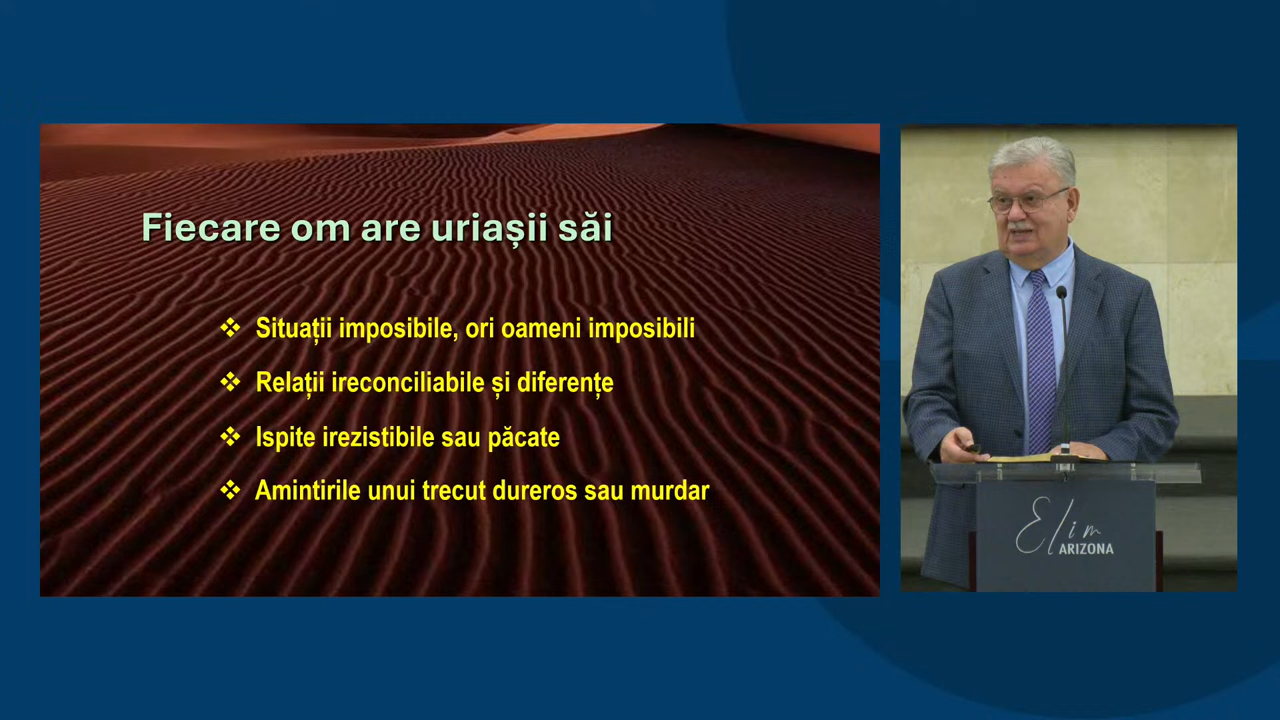 Fiecare om are uriașii săi
❖ Situații imposibile, ori oameni imposibili
❖ Relații ireconciliabile și diferențe
❖ Ispite irezistibile sau păcate
❖ Amintirile unui trecut dureros sau murdar
Elim
ARIZONA